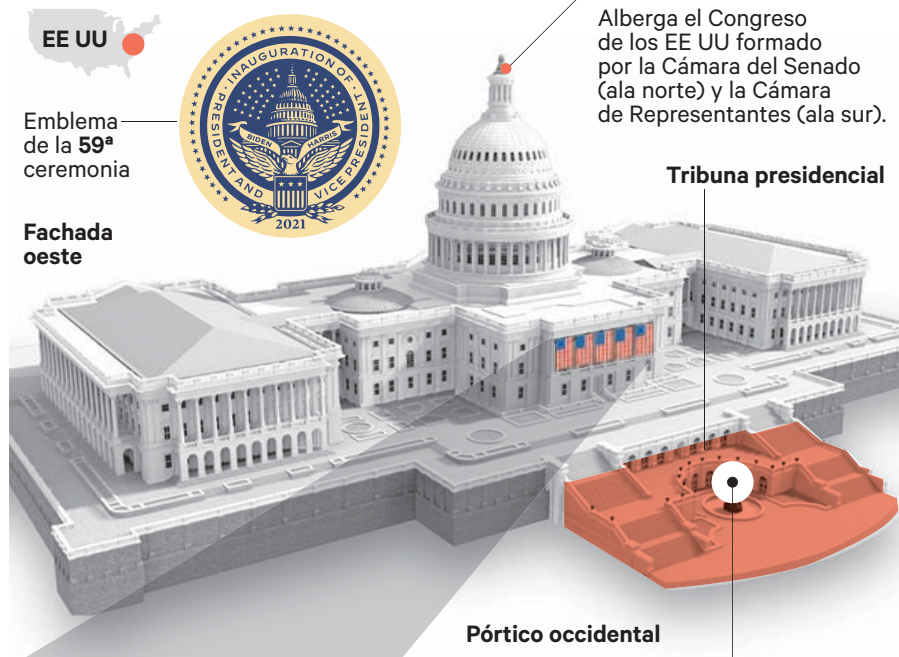 EE UU
INAUGURATION OF
PRESIDENT AND
VICE PRESIDENT
BIDEN
HARRIS
2021
Emblema
de la 59ª
ceremonia
Alberga el Congreso
de los EE UU formado
por la Cámara del Senado
(ala norte) y la Cámara
de Representantes (ala sur).
Tribuna presidencial
Fachada
oeste
Pórtico occidental